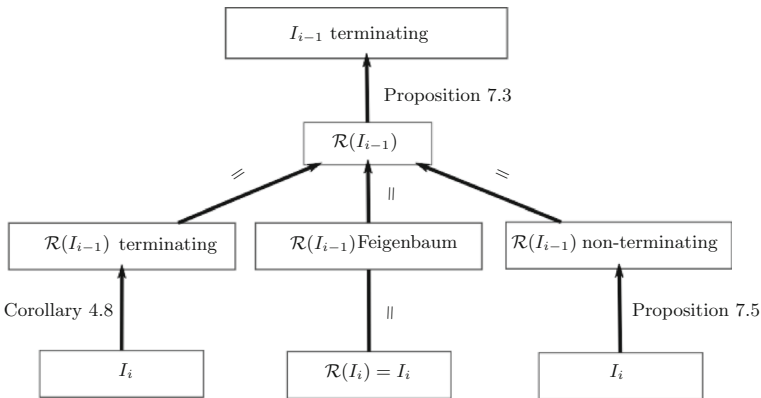 I_{i−1} terminating
Proposition 7.3
ℛ(I_{i−1})
= || =
ℛ(I_{i−1}) terminating ℛ(I_{i−1})Feigenbaum ℛ(I_{i−1}) non-terminating
Corollary 4.8 || Proposition 7.5
I_i ℛ(I_i) = I_i I_i